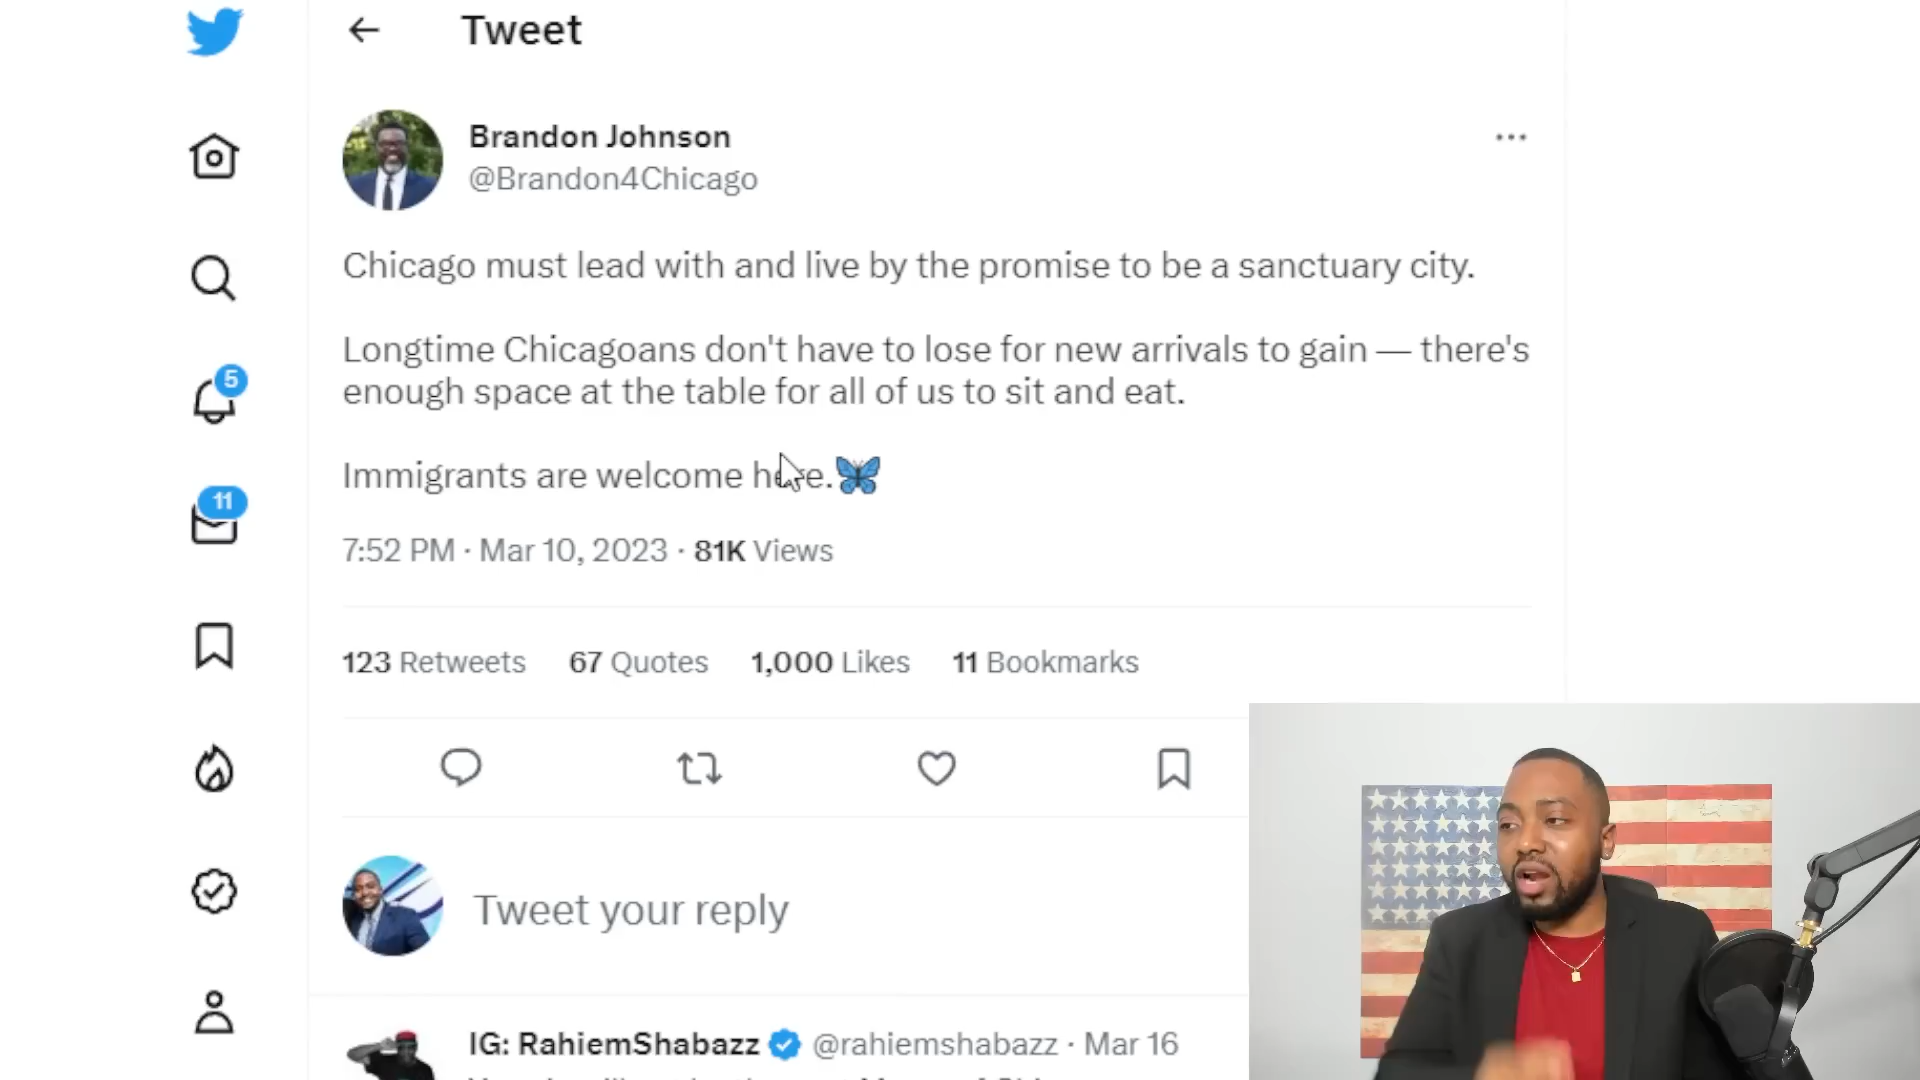 Tweet
Brandon Johnson
@Brandon4Chicago
Chicago must lead with and live by the promise to be a sanctuary city.
Longtime Chicagoans don't have to lose for new arrivals to gain — there's
enough space at the table for all of us to sit and eat.
Immigrants are welcome here.
7:52 PM · Mar 10, 2023 · 81K Views
5
11
123 Retweets 67 Quotes 1,000 Likes 11 Bookmarks
Tweet your reply
IG: RahiemShabazz @rahiemshabazz · Mar 16